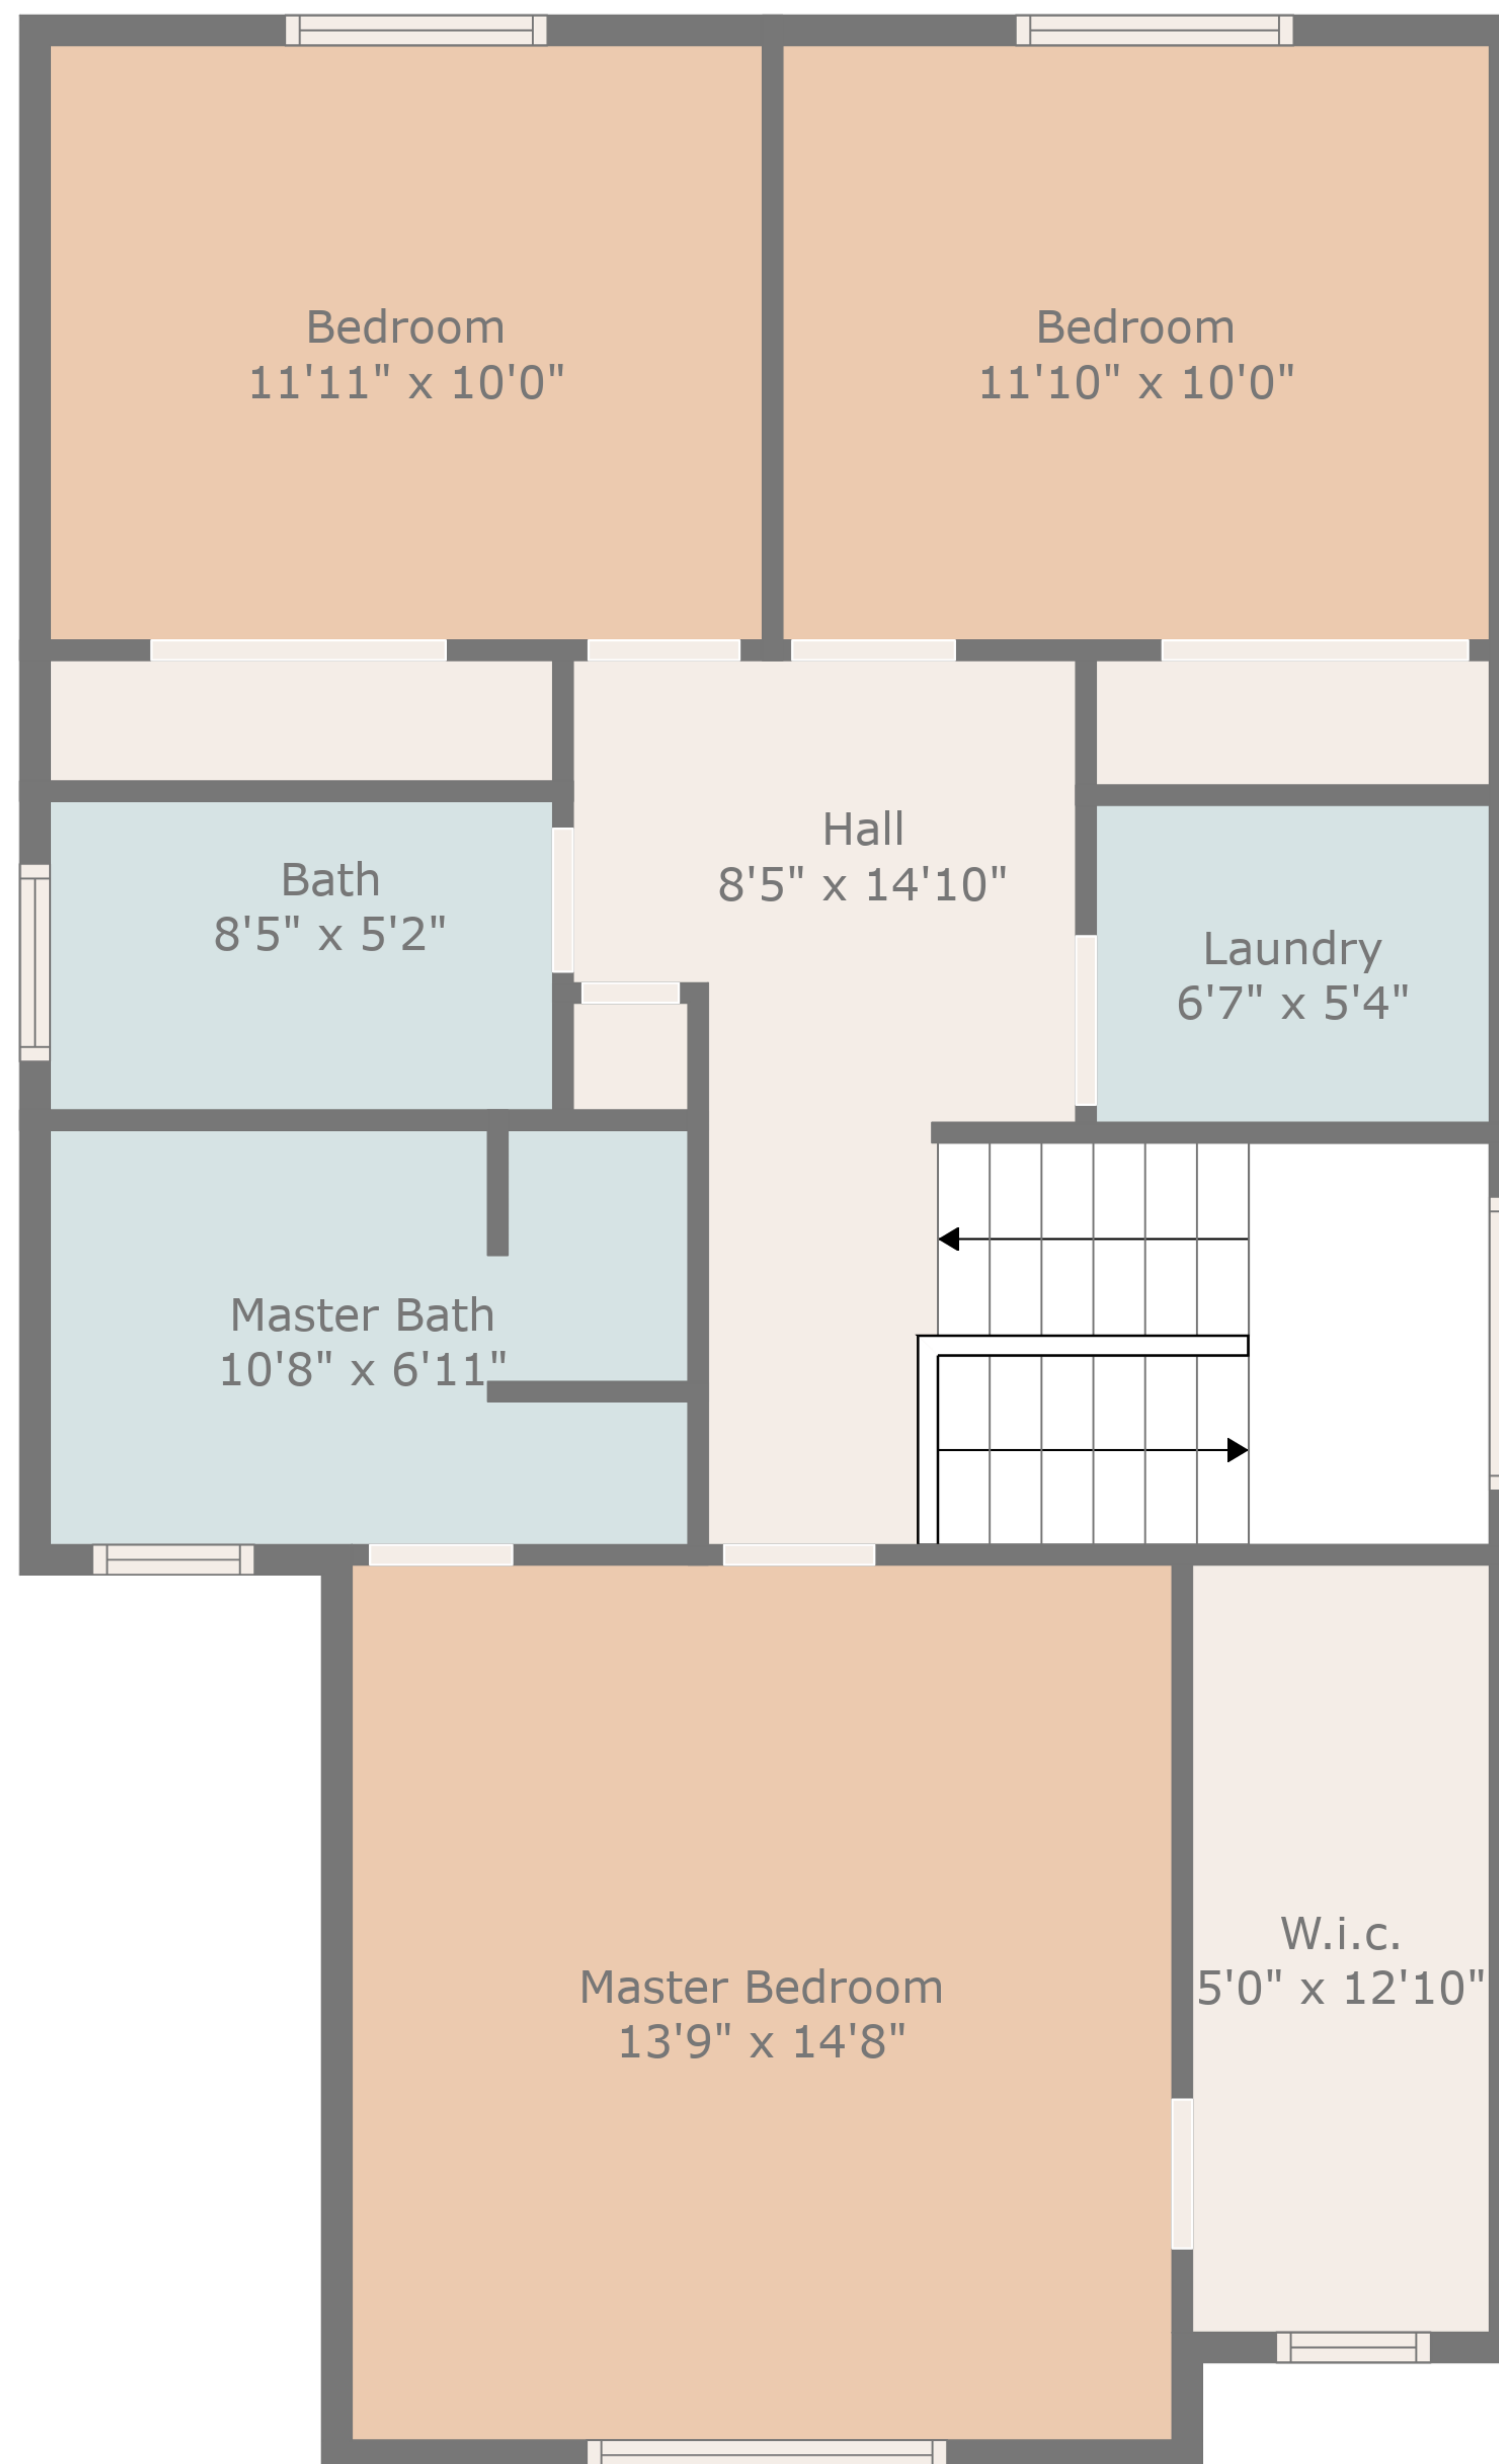 Bedroom
11'11" x 10'0"
Bedroom
11'10" x 10'0"
Hall
8'5" x 14'10"
Bath
8'5" x 5'2"
Laundry
6'7" x 5'4"
Master Bath
10'8" x 6'11"
W.i.c.
5'0" x 12'10"
Master Bedroom
13'9" x 14'8"